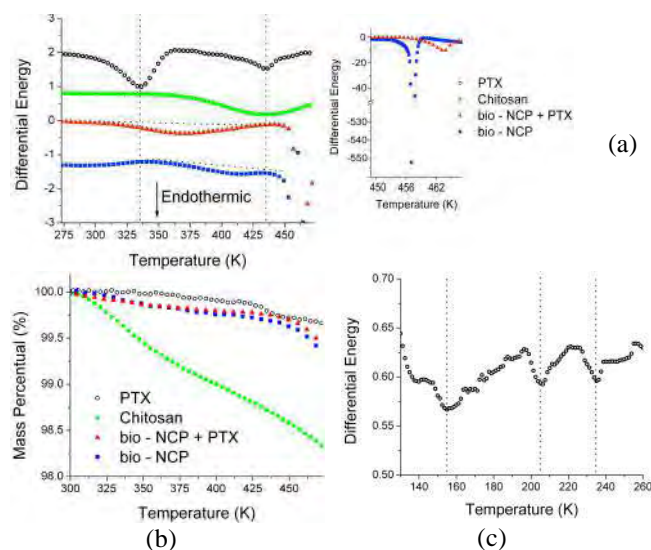 3
2
1
0
-1
-2
-3
Differential Energy
Endothermic
275 300 325 350 375 400 425 450
Temperature (K)
0
-20
-40
-510
-540
-550
450 456 462
Temperature (K)
PTX
Chitosan
bio - NCP + PTX
bio - NCP
(a)
100.0
99.5
99.0
98.5
98.0
Mass Percentual (%)
PTX
Chitosan
bio - NCP + PTX
bio - NCP
300 325 350 375 400 425 450
Temperature (K)
(b)
0.75
0.70
0.65
0.60
0.55
0.50
Differential Energy
140 160 180 200 220 240 260
Temperature (K)
(c)